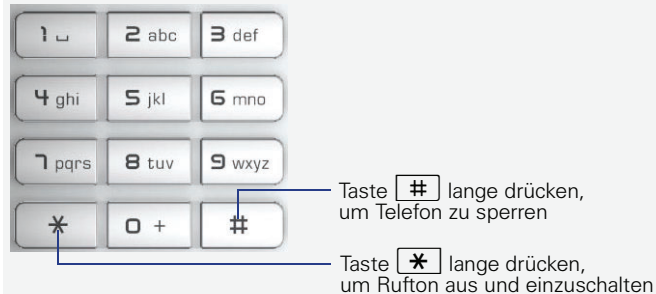 1 ␣ 2 abc 3 def
4 ghi 5 jkl 6 mno
7 pqrs 8 tuv 9 wxyz
* 0 + #
Taste # lange drücken,
um Telefon zu sperren
Taste * lange drücken,
um Rufton aus und einzuschalten